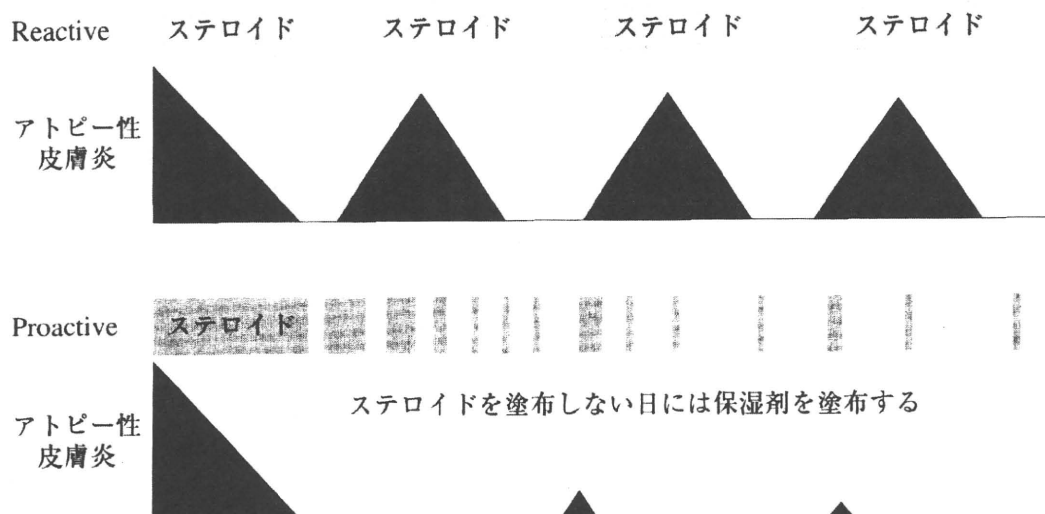 Reactive ステロイド ステロイド ステロイド ステロイド
アトピー性
皮膚炎
Proactive ステロイド
ステロイドを塗布しない日には保湿剤を塗布する
アトピー性
皮膚炎